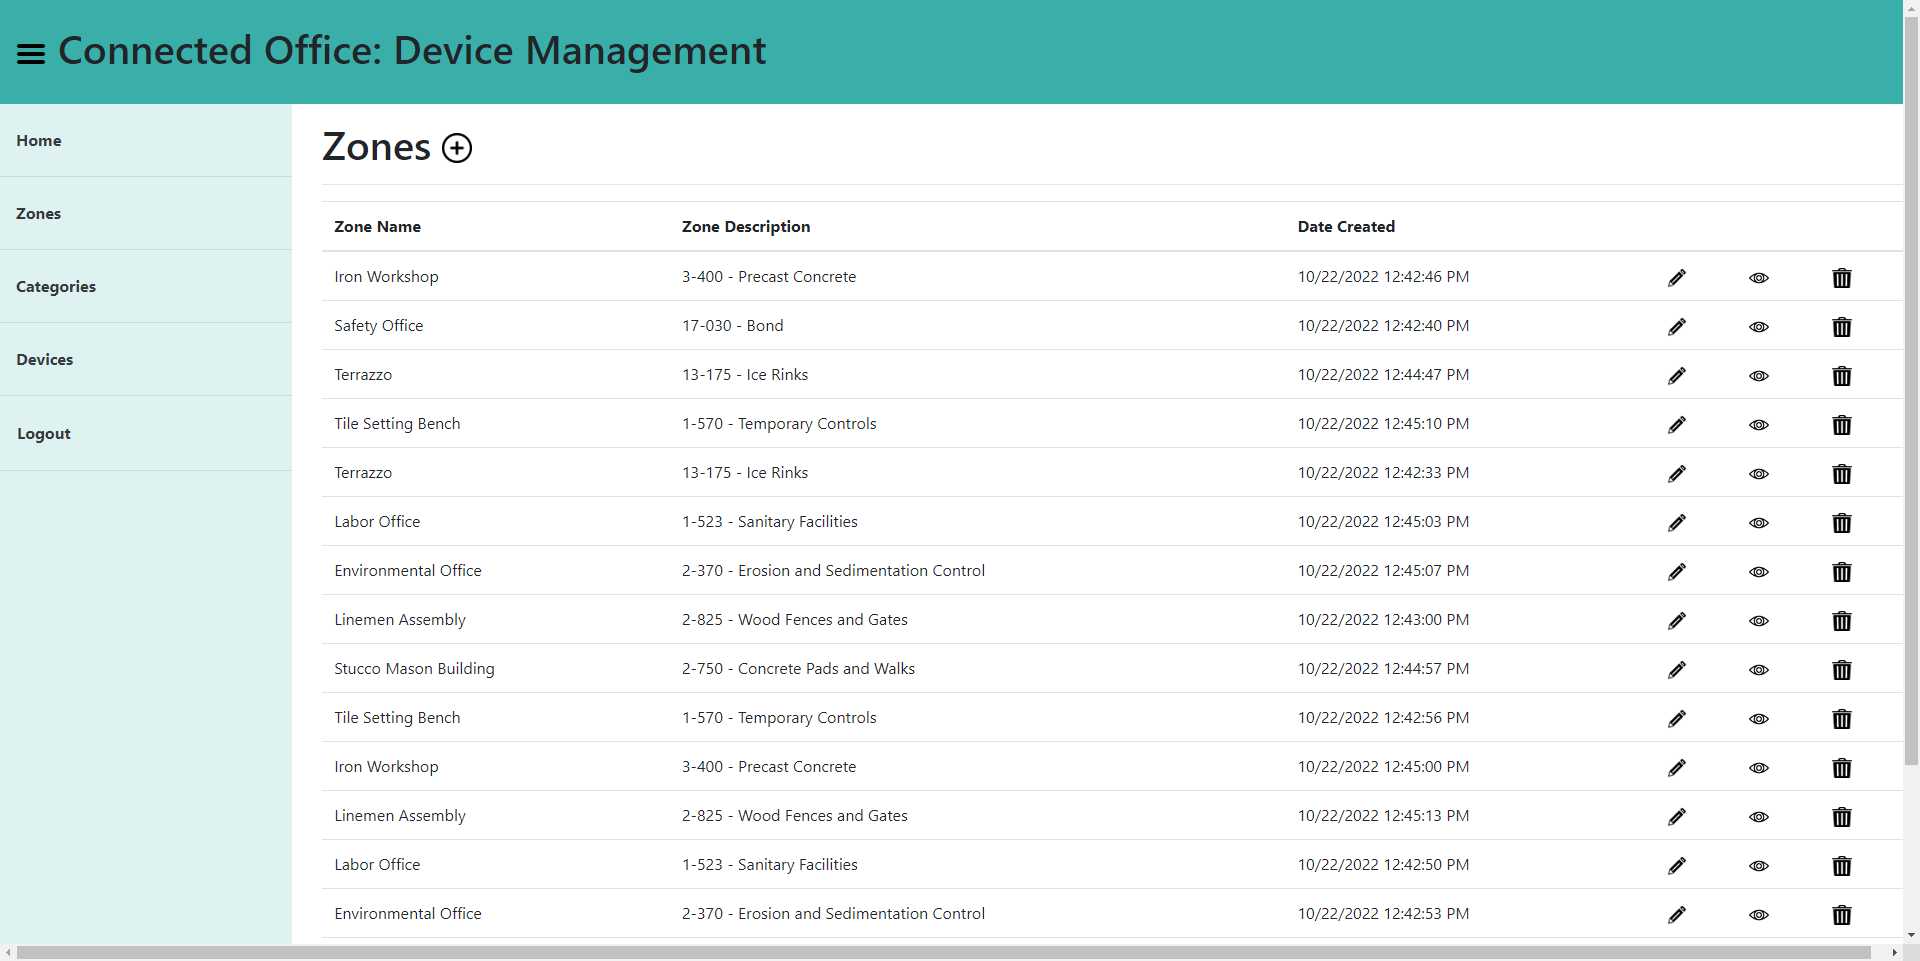 Connected Office: Device Management
Home
Zones
Categories
Devices
Logout
Zones
Zone Name Zone Description Date Created
Iron Workshop 3-400 - Precast Concrete 10/22/2022 12:42:46 PM
Safety Office 17-030 - Bond 10/22/2022 12:42:40 PM
Terrazzo 13-175 - Ice Rinks 10/22/2022 12:44:47 PM
Tile Setting Bench 1-570 - Temporary Controls 10/22/2022 12:45:10 PM
Terrazzo 13-175 - Ice Rinks 10/22/2022 12:42:33 PM
Labor Office 1-523 - Sanitary Facilities 10/22/2022 12:45:03 PM
Environmental Office 2-370 - Erosion and Sedimentation Control 10/22/2022 12:45:07 PM
Linemen Assembly 2-825 - Wood Fences and Gates 10/22/2022 12:43:00 PM
Stucco Mason Building 2-750 - Concrete Pads and Walks 10/22/2022 12:44:57 PM
Tile Setting Bench 1-570 - Temporary Controls 10/22/2022 12:42:56 PM
Iron Workshop 3-400 - Precast Concrete 10/22/2022 12:45:00 PM
Linemen Assembly 2-825 - Wood Fences and Gates 10/22/2022 12:45:13 PM
Labor Office 1-523 - Sanitary Facilities 10/22/2022 12:42:50 PM
Environmental Office 2-370 - Erosion and Sedimentation Control 10/22/2022 12:42:53 PM